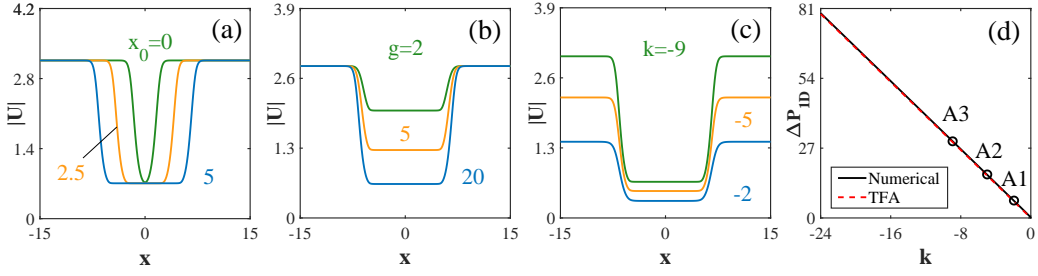 (a)
x0=0
2.5
5
|U|
4.2
2.8
1.4
0
-15
0
15
x
(b)
g=2
5
20
|U|
3.9
2.6
1.3
0
-15
0
15
x
(c)
k=-9
-5
-2
|U|
3.9
2.6
1.3
0
-15
0
15
x
(d)
A3
A2
A1
Numerical
TFA
ΔP1D
81
54
27
0
-24
-16
-8
0
k